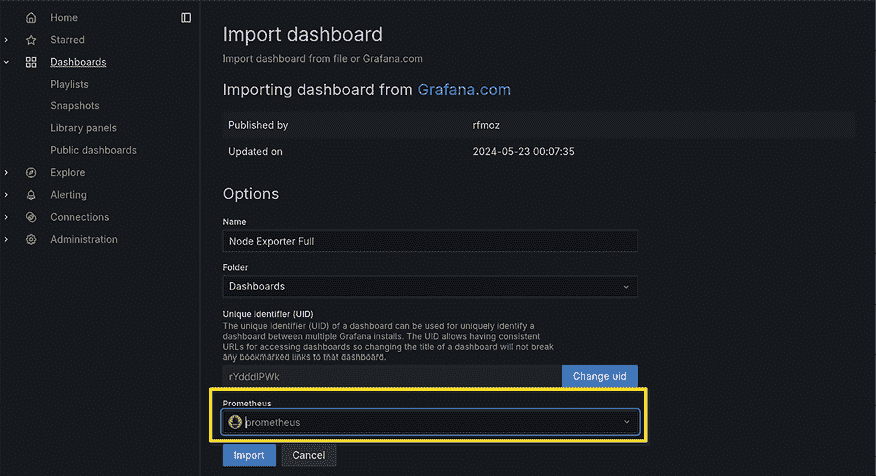 Home
Starred
Dashboards
Playlists
Snapshots
Library panels
Public dashboards
Explore
Alerting
Connections
Administration
Import dashboard
Import dashboard from file or Grafana.com
Importing dashboard from Grafana.com
Published by rfmoz
Updated on 2024-05-23 00:07:35
Options
Name
Node Exporter Full
Folder
Dashboards
Unique identifier (UID)
The unique identifier (UID) of a dashboard can be used for uniquely identify a
dashboard between multiple Grafana installs. The UID allows having consistent
URLs for accessing dashboards so changing the title of a dashboard will not break
any bookmarked links to that dashboard.
rYdddlPWk
Change uid
Prometheus
prometheus
Import
Cancel